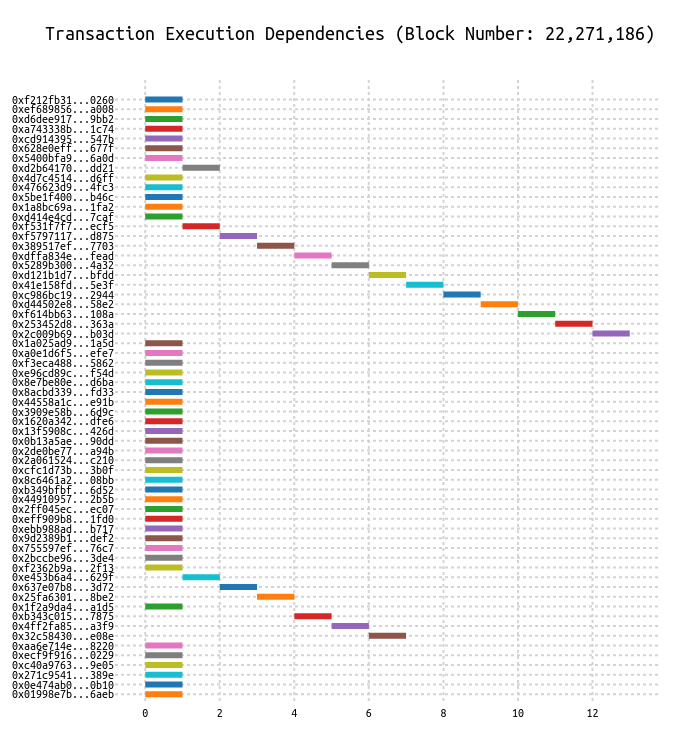 Transaction Execution Dependencies (Block Number: 22,271,186)
0xf212fb31...0260
0xef689856...a008
0xd6dee917...9bb2
0xa743338b...1c74
0xcd914395...547b
0x628e0eff...677f
0x5400bfa9...6a0d
0xd2b64170...dd21
0x4d7c4514...d6ff
0x476623d9...4fc3
0x5be1f400...b46c
0x1a8bc69a...1fa2
0xd414e4cd...7caf
0xf531f7f7...ecf5
0xf5797117...d875
0x389517ef...7703
0xdffa834e...fead
0x5289b300...4a32
0xd121b1d7...bfdd
0x41e158fd...5e3f
0xc986bc19...2944
0xd44502e8...58e2
0xf614bb63...108a
0x253452d8...363a
0x2c009b69...b03d
0x1a025ad9...1a5d
0xa0e1d6f5...efe7
0xf3eca488...5862
0xe96cd89c...f54d
0x8e7be80e...d6ba
0x8acbd339...fd33
0x44558a1c...e91b
0x3909e58b...6d9c
0x1620a342...dfe6
0x13f5908c...426d
0x0b13a5ae...90dd
0x2de0be77...a94b
0x2a061524...c210
0xcfc1d73b...3b0f
0x8c6461a2...08bb
0xb349bfbf...6d52
0x44910957...2b5b
0x2ff045ec...ec07
0xeff909b8...1fd0
0xebb988ad...b717
0x9d2389b1...def2
0x755597ef...76c7
0x2bccbe96...3de4
0xf2362b9a...2f13
0xe453b6a4...629f
0x637e07b8...3d72
0x25fa6301...8be2
0x1f2a9da4...a1d5
0xb343c015...7875
0x4ff2fa85...a3f9
0x32c58430...e08e
0xaa6e714e...8220
0xecf9f916...0229
0xc40a9763...9e05
0x271c9541...389e
0x0e474ab0...0b10
0x01998e7b...6aeb
0 2 4 6 8 10 12